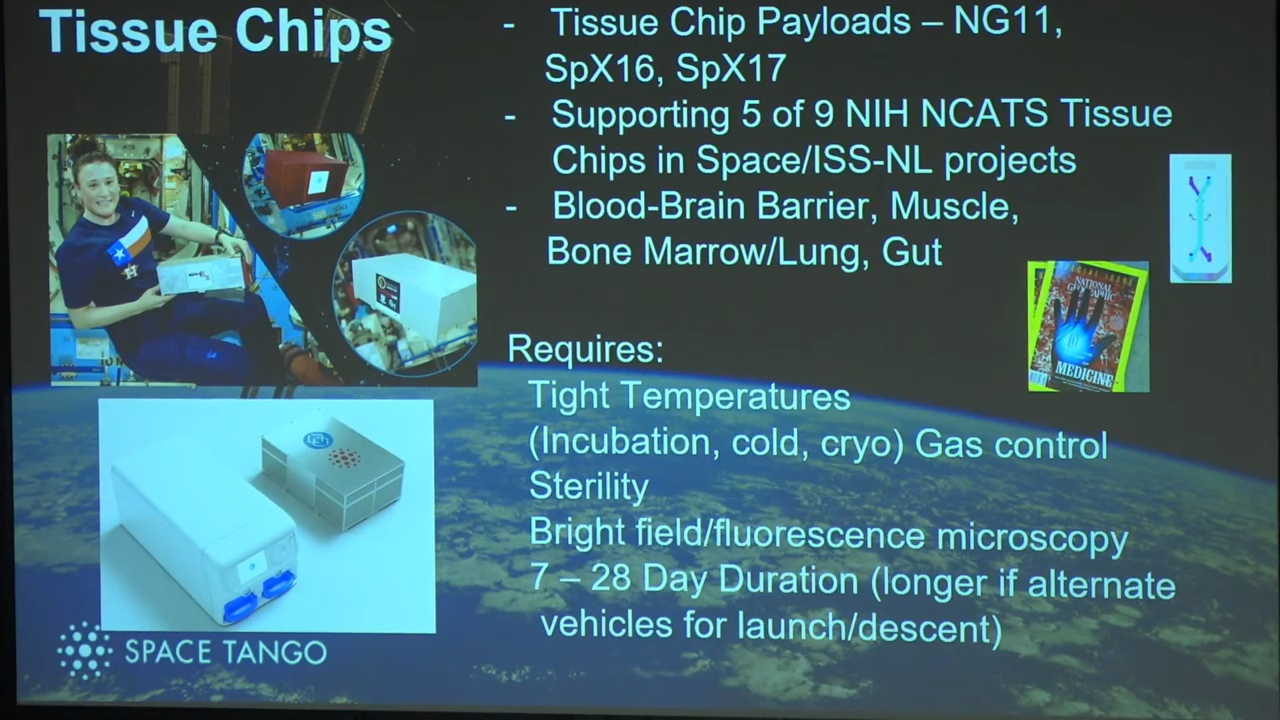 Tissue Chips
- Tissue Chip Payloads – NG11,
SpX16, SpX17
- Supporting 5 of 9 NIH NCATS Tissue
Chips in Space/ISS-NL projects
- Blood-Brain Barrier, Muscle,
Bone Marrow/Lung, Gut
NATIONAL
GEOGRAPHIC
MEDICINE
Requires:
Tight Temperatures
(Incubation, cold, cryo) Gas control
Sterility
Bright field/fluorescence microscopy
7 – 28 Day Duration (longer if alternate
vehicles for launch/descent)
SPACE TANGO